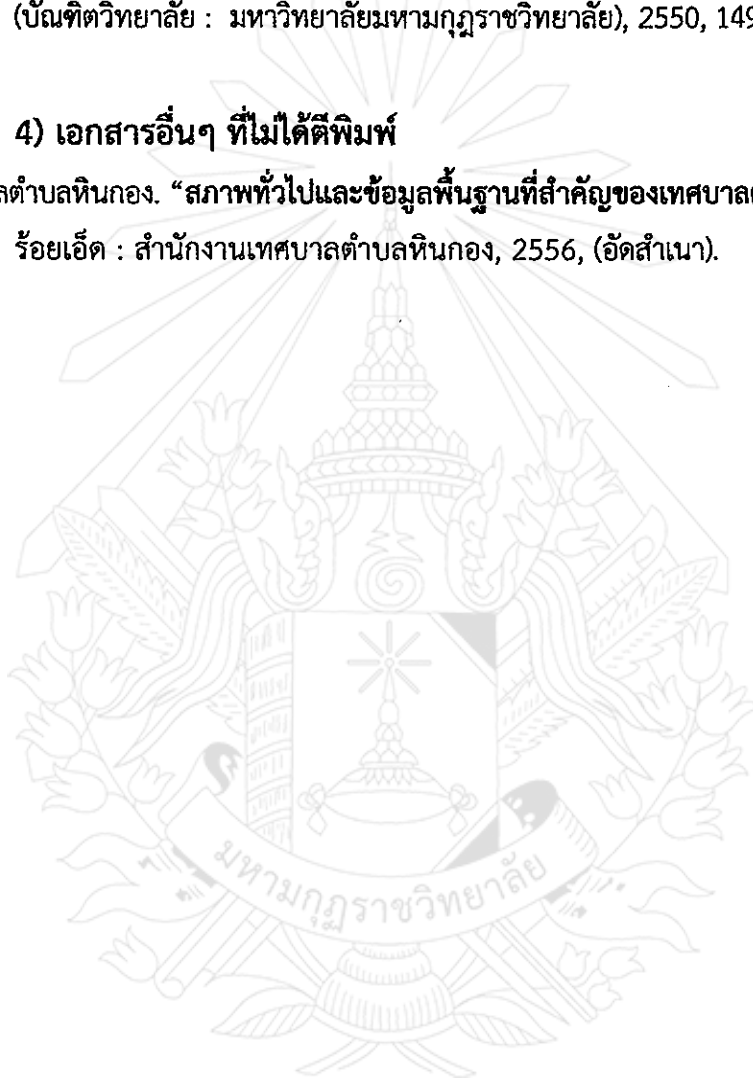 (บัณฑิตวิทยาลัย : มหาวิทยาลัยมหามกุฏราชวิทยาลัย), 2550, 149
4) เอกสารอื่นๆ ที่ไม่ได้ตีพิมพ์
ลตำบลหินกอง. “สภาพทั่วไปและข้อมูลพื้นฐานที่สำคัญของเทศบาลต
ร้อยเอ็ด : สำนักงานเทศบาลตำบลหินกอง, 2556, (อัดสำเนา).
มหามกุฏราชวิทยาลัย